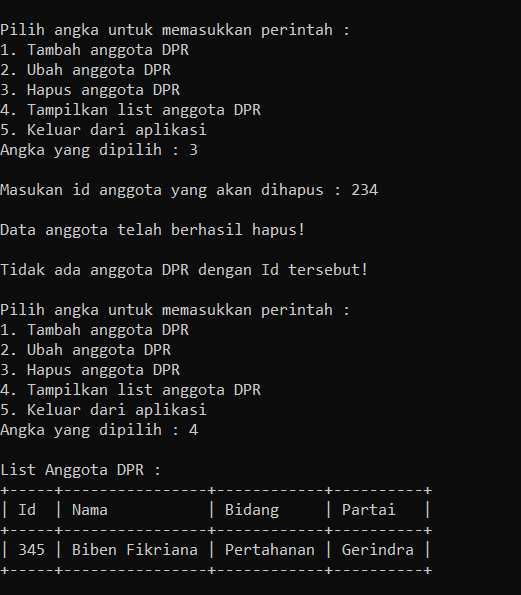 Pilih angka untuk memasukkan perintah :
1. Tambah anggota DPR
2. Ubah anggota DPR
3. Hapus anggota DPR
4. Tampilkan list anggota DPR
5. Keluar dari aplikasi
Angka yang dipilih : 3
Masukan id anggota yang akan dihapus : 234
Data anggota telah berhasil hapus!
Tidak ada anggota DPR dengan Id tersebut!
Pilih angka untuk memasukkan perintah :
1. Tambah anggota DPR
2. Ubah anggota DPR
3. Hapus anggota DPR
4. Tampilkan list anggota DPR
5. Keluar dari aplikasi
Angka yang dipilih : 4
List Anggota DPR :
+-----+----------------+------------+----------+
| Id  | Nama           | Bidang     | Partai   |
+-----+----------------+------------+----------+
| 345 | Biben Fikriana | Pertahanan | Gerindra |
+-----+----------------+------------+----------+